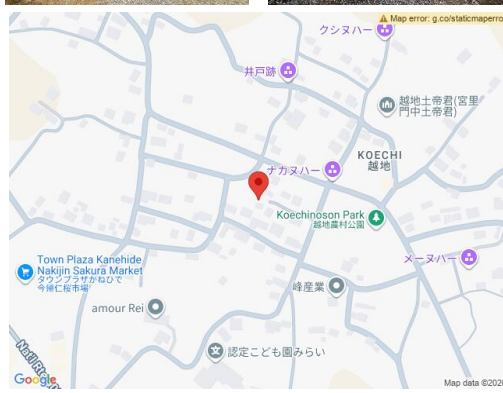 Map error: g.co/staticmaperro
クシヌハー
井戸跡
越地土帝君(宮里
門中土帝君)
KOECHI
越地
ナカヌハー
Koechinoson Park
越地農村公園
メーヌハー
Town Plaza Kanehide
Nakijin Sakura Market
タウンプラザかねひで
今帰仁桜市場
峰産業
amour Rei
認定こども園みらい
Nat'l Rte
Google
Map data ©2026